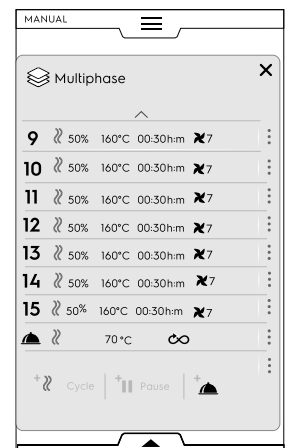 MANUAL
Multiphase
9 50% 160°C 00:30h:m 7
10 50% 160°C 00:30h:m 7
11 50% 160°C 00:30h:m 7
12 50% 160°C 00:30h:m 7
13 50% 160°C 00:30h:m 7
14 50% 160°C 00:30h:m 7
15 50% 160°C 00:30h:m 7
70°C
+ Cycle + Pause +